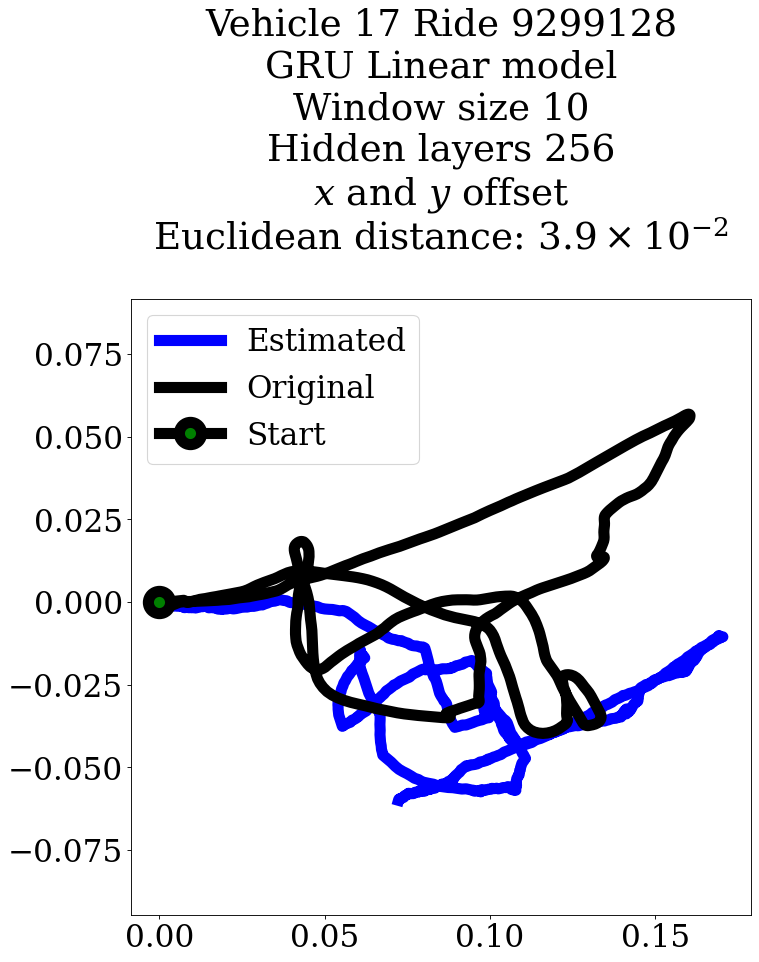 Vehicle 17 Ride 9299128
GRU Linear model
Window size 10
Hidden layers 256
x and y offset
Euclidean distance: 3.9 × 10⁻²
Estimated
Original
Start
0.075
0.050
0.025
0.000
−0.025
−0.050
−0.075
0.00 0.05 0.10 0.15